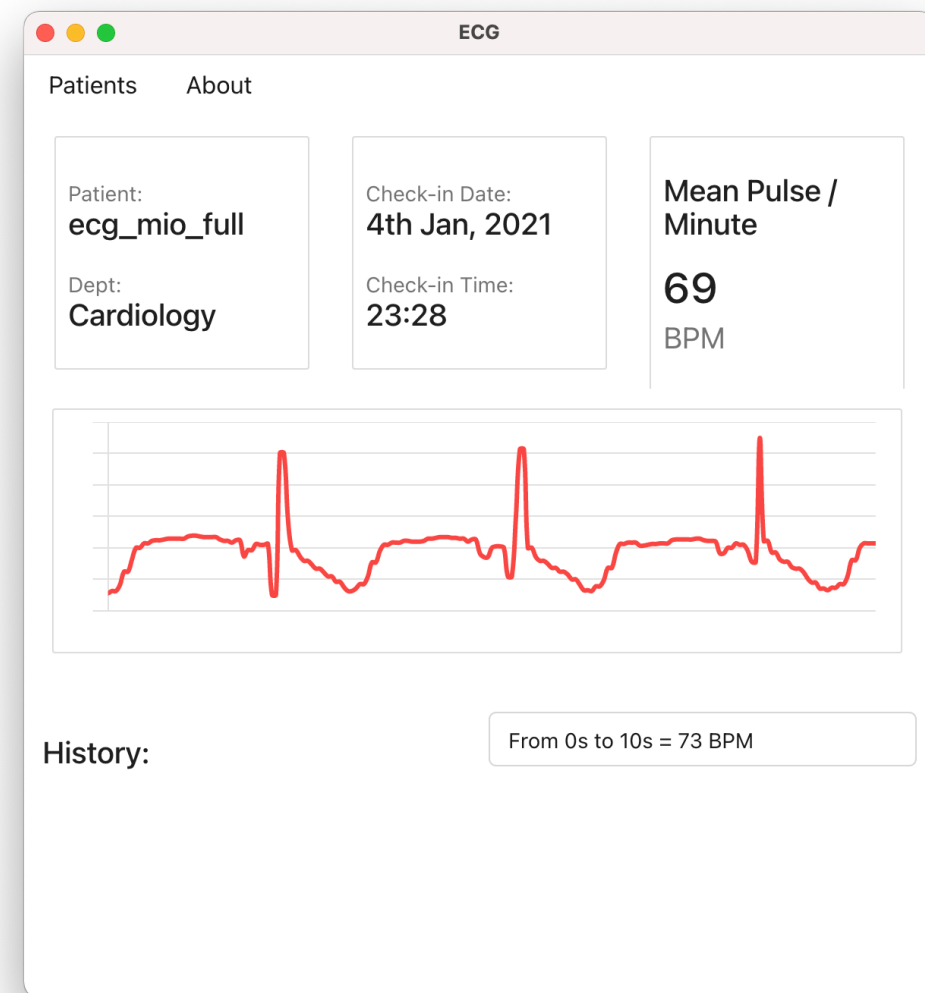 ECG
Patients About
Patient:
ecg_mio_full
Dept:
Cardiology
Check-in Date:
4th Jan, 2021
Check-in Time:
23:28
Mean Pulse /
Minute
69
BPM
History:
From 0s to 10s = 73 BPM